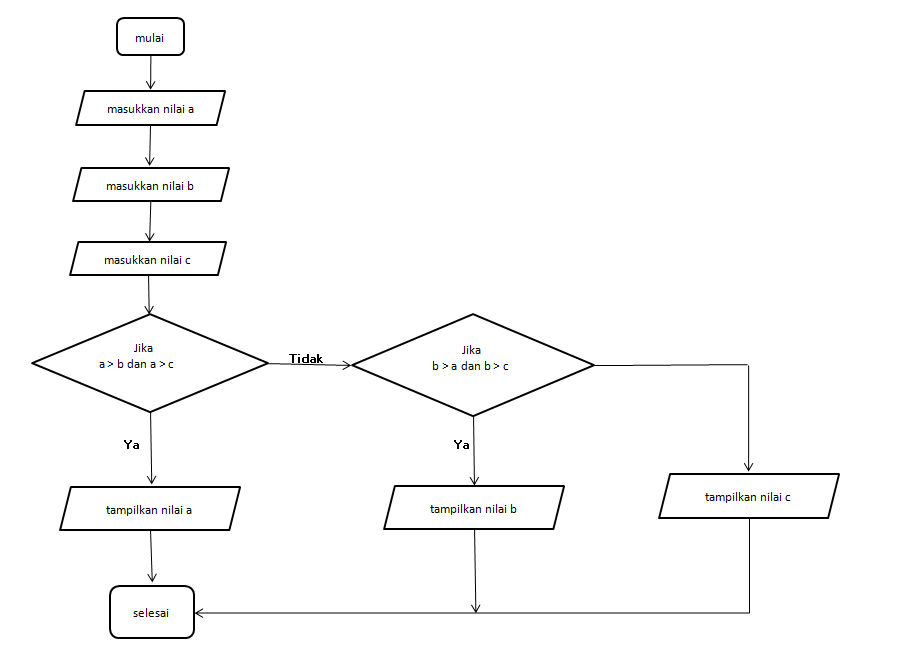 mulai
masukkan nilai a
masukkan nilai b
masukkan nilai c
Jika
a > b dan a > c
Tidak
Jika
b > a dan b > c
Ya
Ya
tampilkan nilai a
tampilkan nilai b
tampilkan nilai c
selesai